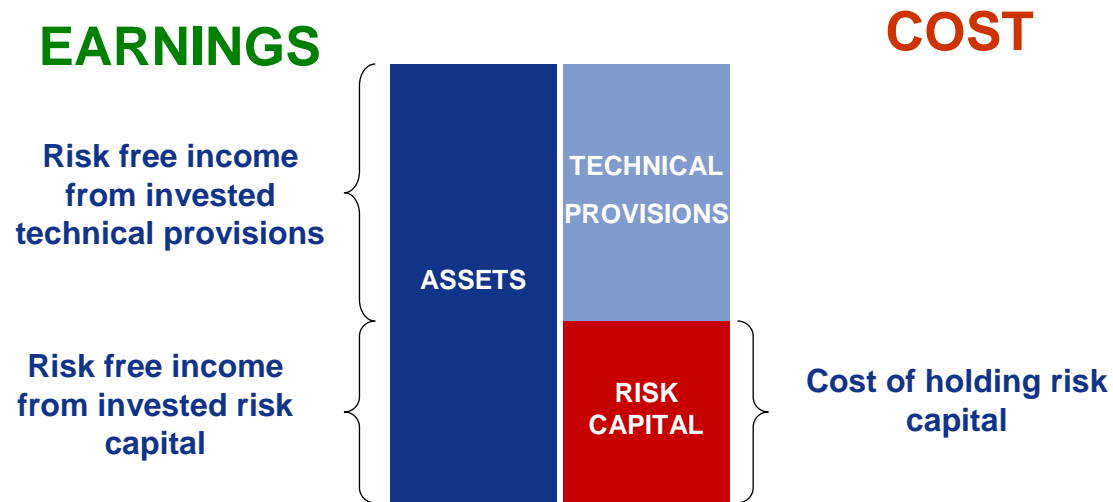 EARNINGS
COST
Risk free income
from invested
technical provisions
TECHNICAL
PROVISIONS
ASSETS
Risk free income
from invested risk
capital
RISK
CAPITAL
Cost of holding risk
capital